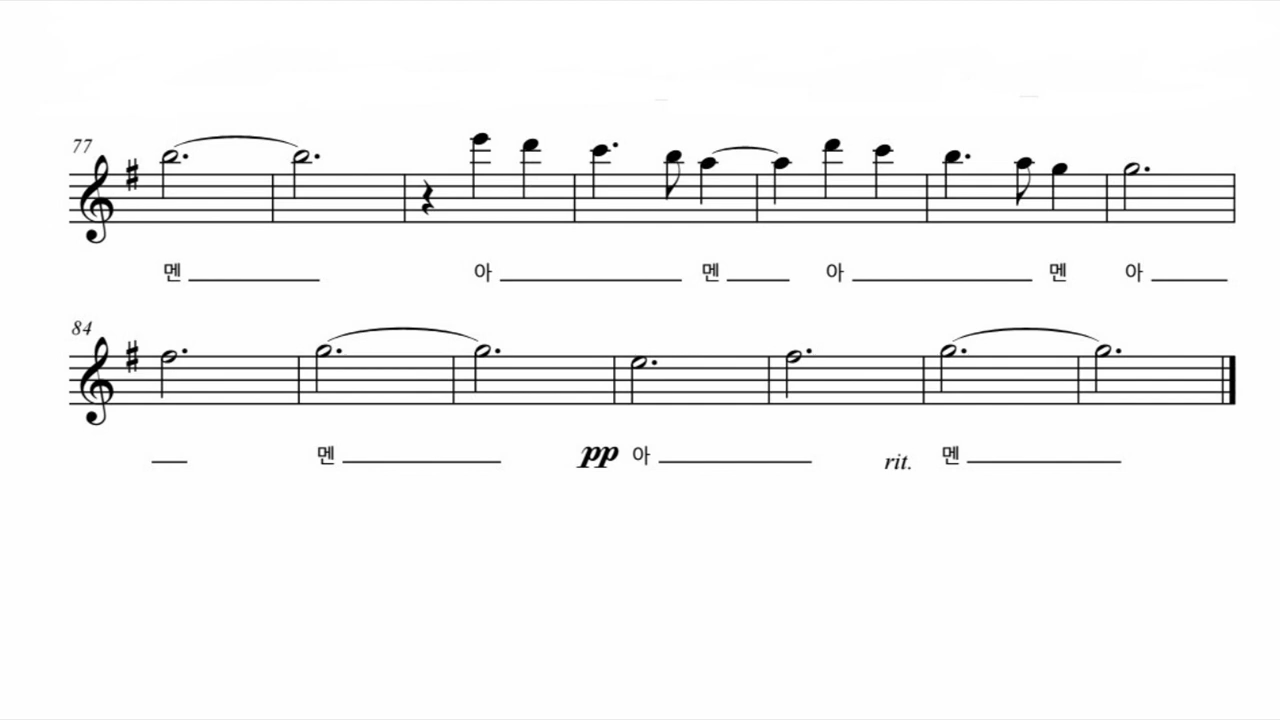 77
멘 아 멘 아 멘 아
84
멘 pp 아 rit. 멘